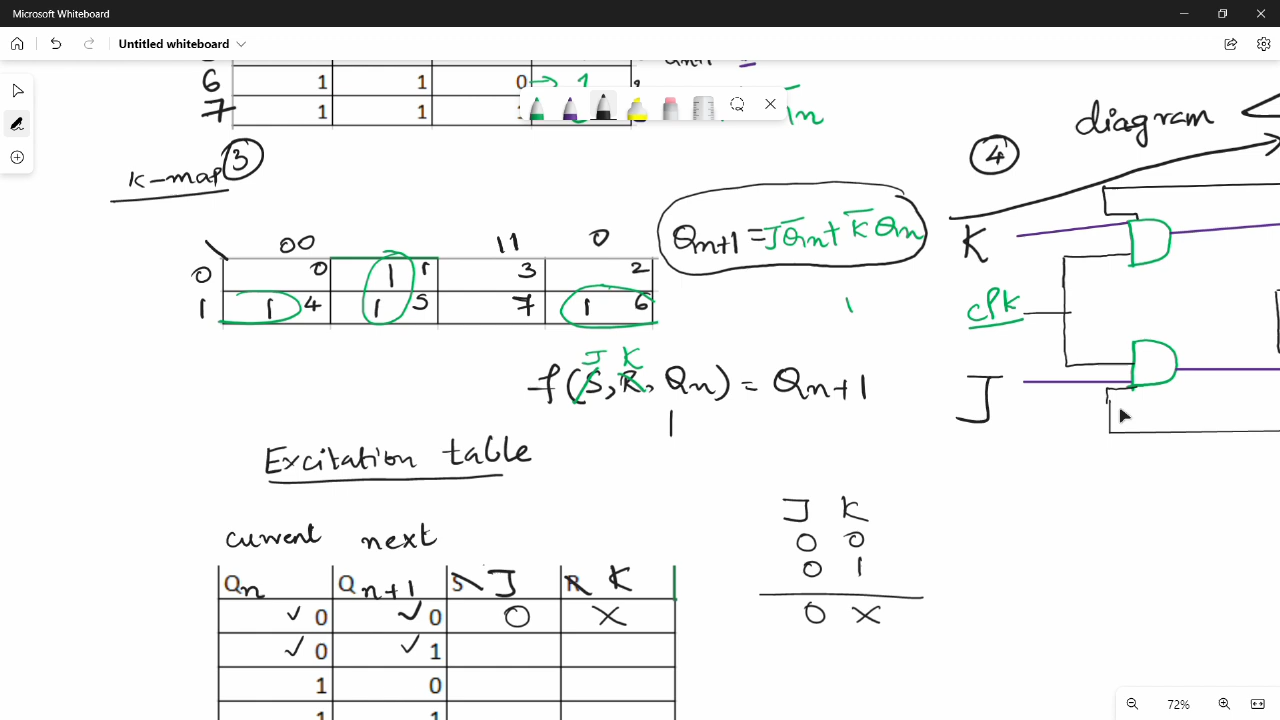 Microsoft Whiteboard
Untitled whiteboard
6 1 1 0 → 1
7 1 1
diagram
K-map 3
4
00 11 0
0 0 1 1 3 2
1 1 4 1 5 7 1 6
Qn+1 = JQ̅n + K̅Qn
K
clk
J
J K
f(S, R, Qn) = Qn+1
1
Excitation table
current next
Qn Qn+1 S J R K
✓ 0 ✓ 0 0 X
✓ 0 ✓ 1
1 0
1 1
J K
0 0
0 1
0 X
72%